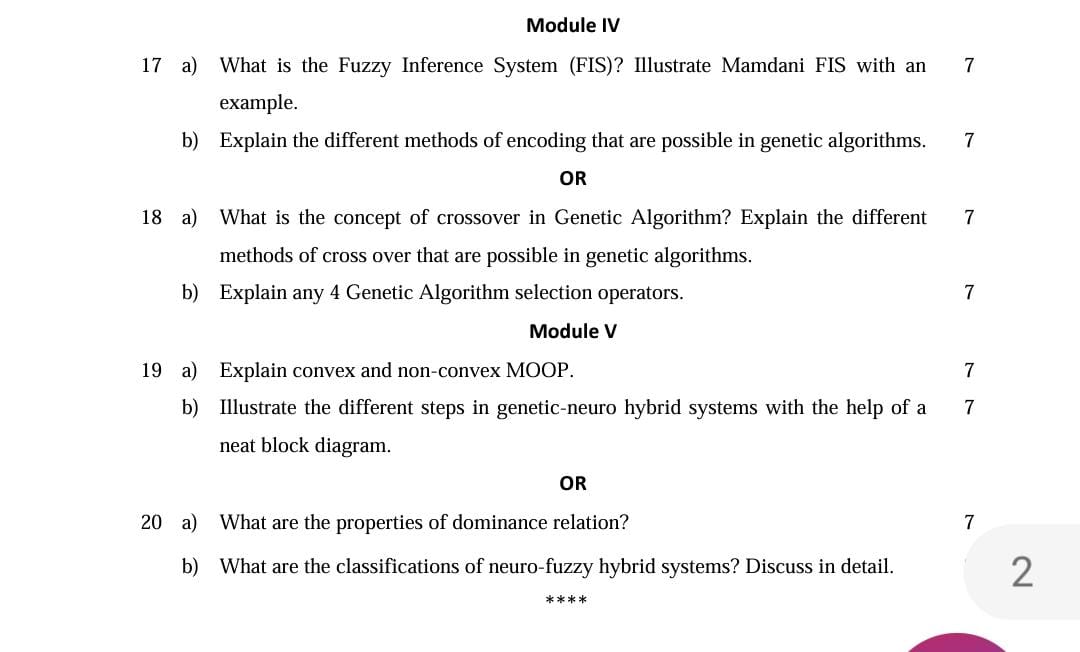 Module IV
17 a) What is the Fuzzy Inference System (FIS)? Illustrate Mamdani FIS with an 7
example.
b) Explain the different methods of encoding that are possible in genetic algorithms. 7
OR
18 a) What is the concept of crossover in Genetic Algorithm? Explain the different 7
methods of cross over that are possible in genetic algorithms.
b) Explain any 4 Genetic Algorithm selection operators. 7
Module V
19 a) Explain convex and non-convex MOOP. 7
b) Illustrate the different steps in genetic-neuro hybrid systems with the help of a 7
neat block diagram.
OR
20 a) What are the properties of dominance relation? 7
b) What are the classifications of neuro-fuzzy hybrid systems? Discuss in detail.
2
****